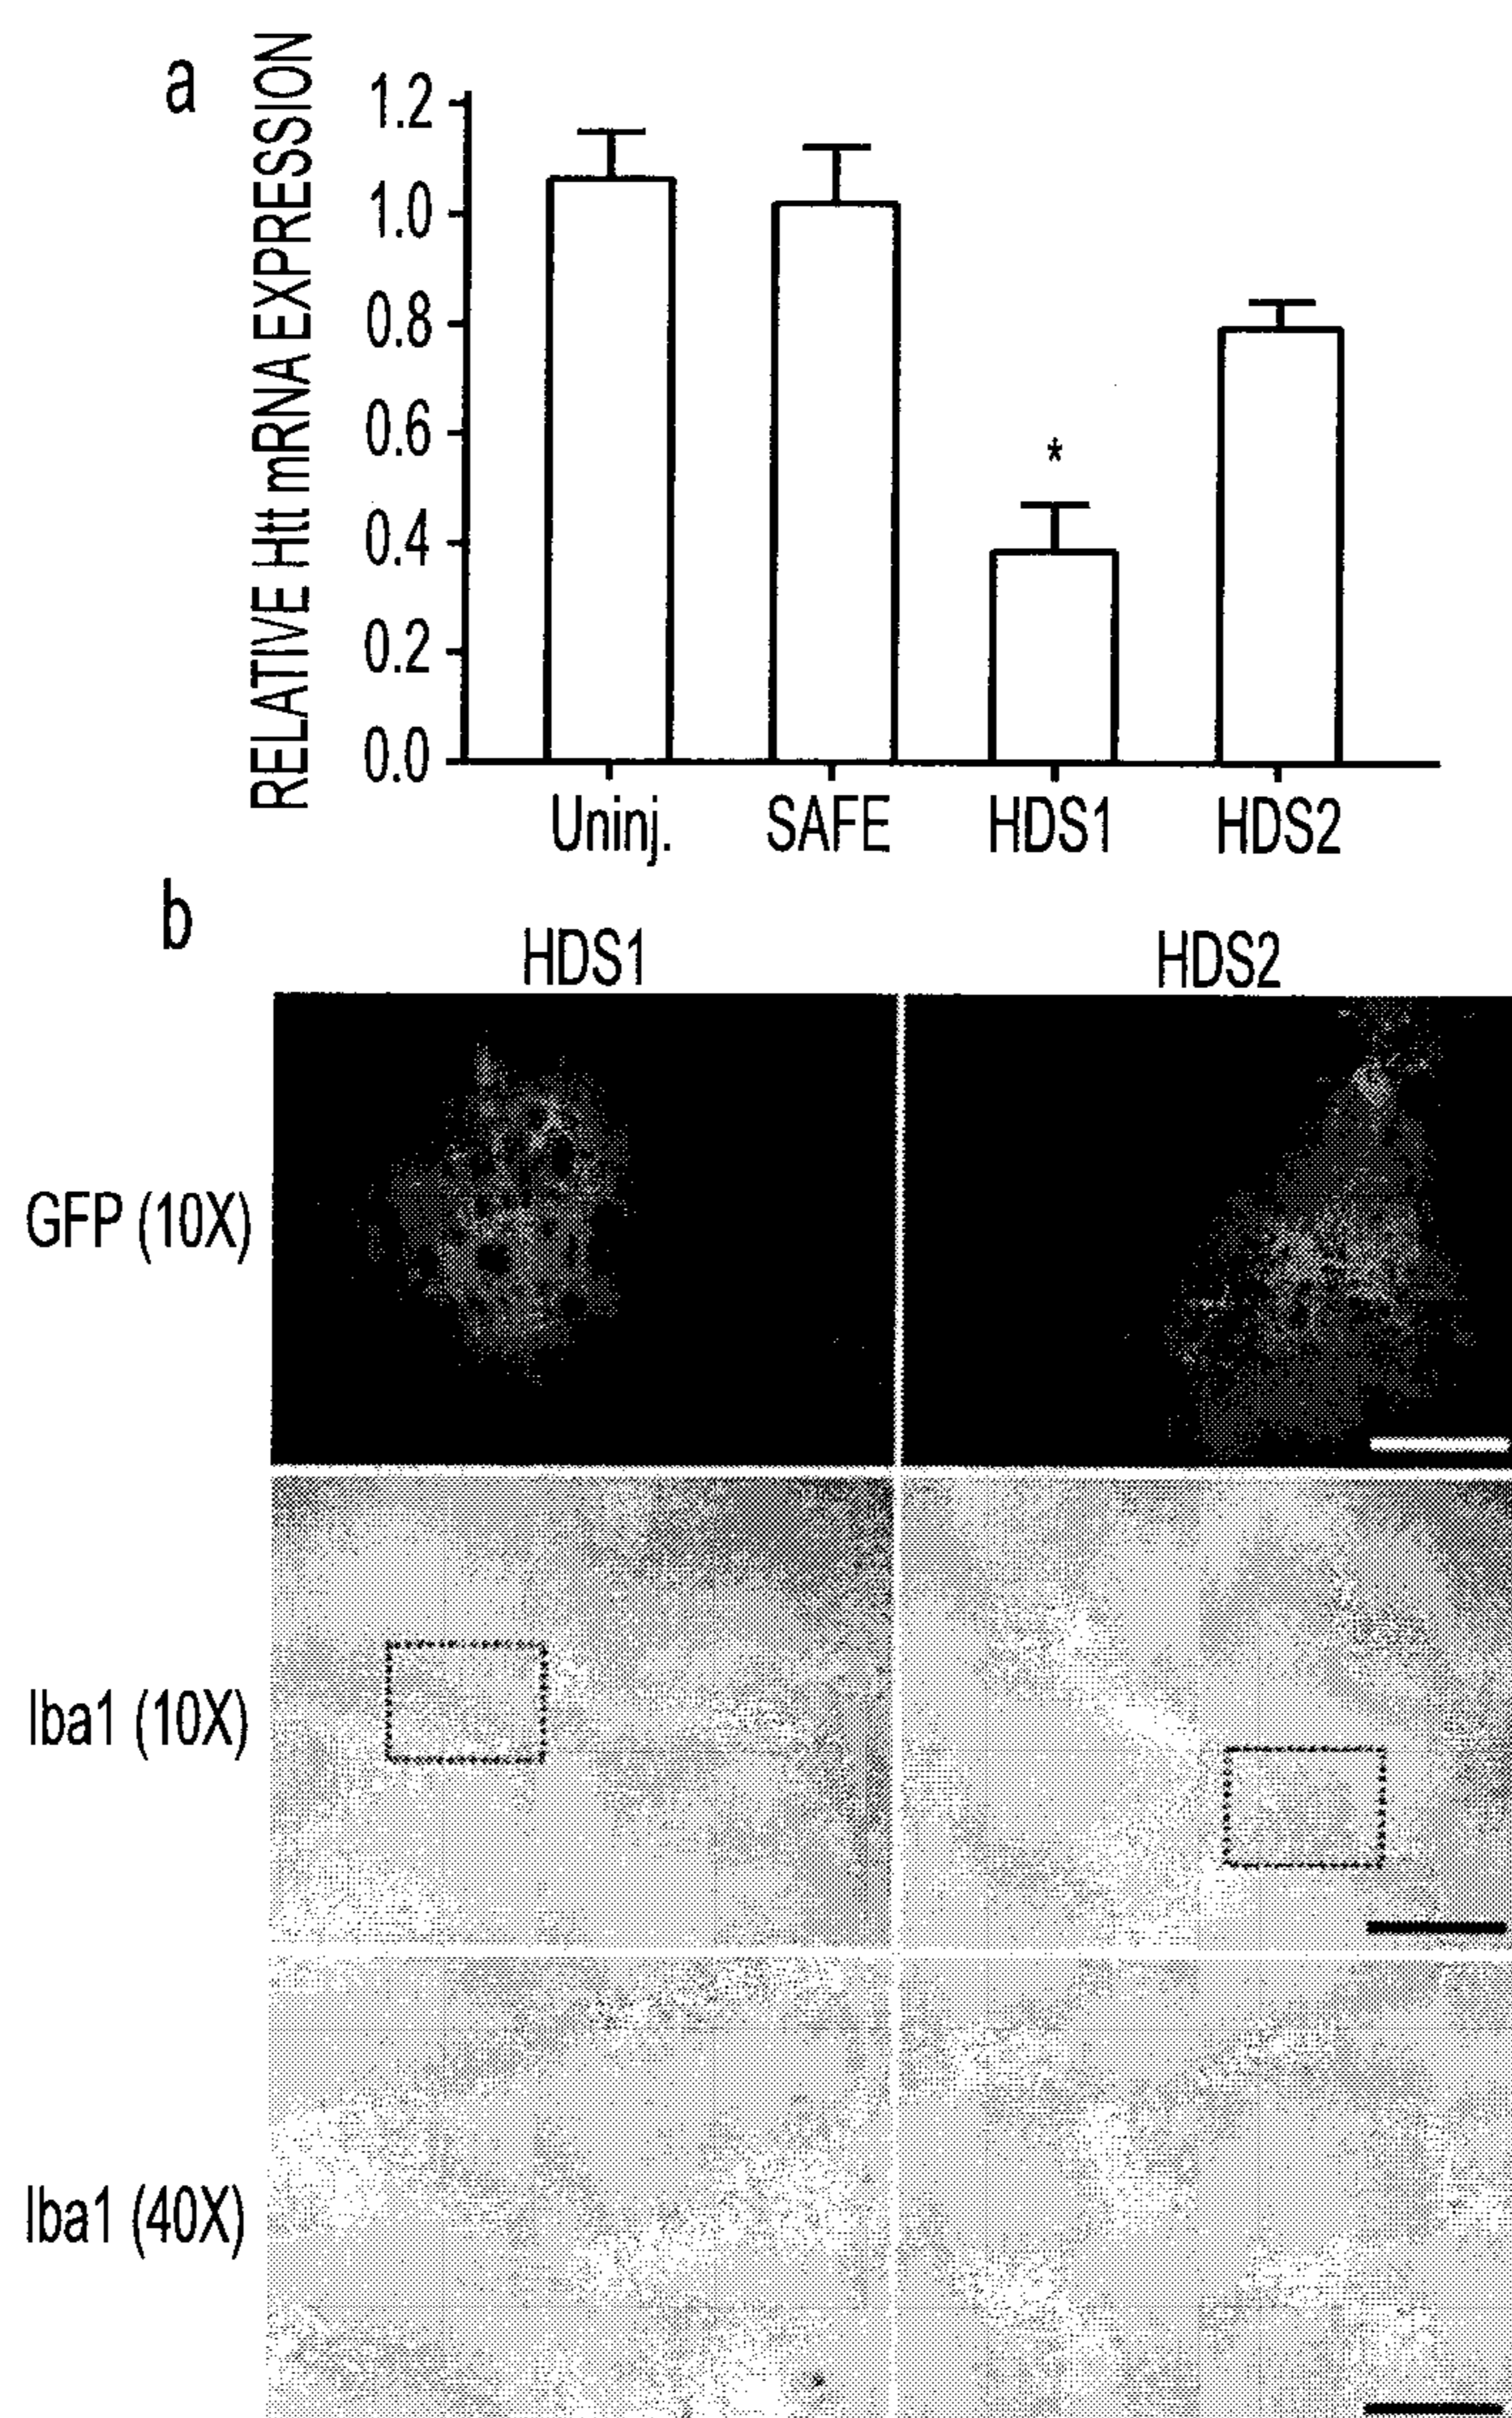 a
RELATIVE Htt mRNA EXPRESSION
1.2
1.0
0.8
0.6
0.4
0.2
0.0
*
Uninj. SAFE HDS1 HDS2
b
HDS1 HDS2
GFP (10X)
Iba1 (10X)
Iba1 (40X)